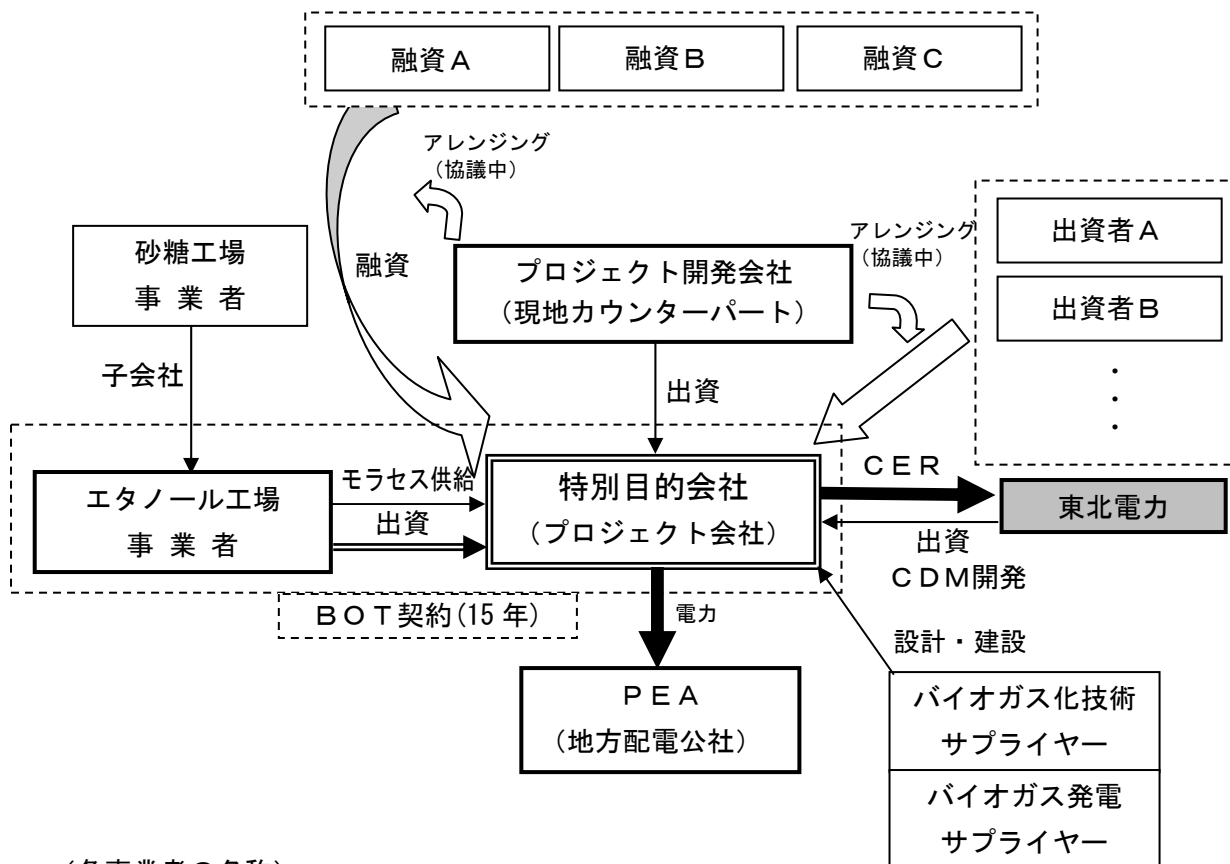 融資A
融資B
融資C
アレンジング
（協議中）
アレンジング
（協議中）
出資者A
出資者B
・
・
・
砂糖工場
事 業 者
融資
プロジェクト開発会社
（現地カウンターパート）
子会社
出資
エタノール工場
事 業 者
モラセス供給
出資
特別目的会社
（プロジェクト会社）
CER
東北電力
出資
CDM開発
BOT契約(15年)
電力
設計・建設
PEA
（地方配電公社）
バイオガス化技術
サプライヤー
バイオガス発電
サプライヤー